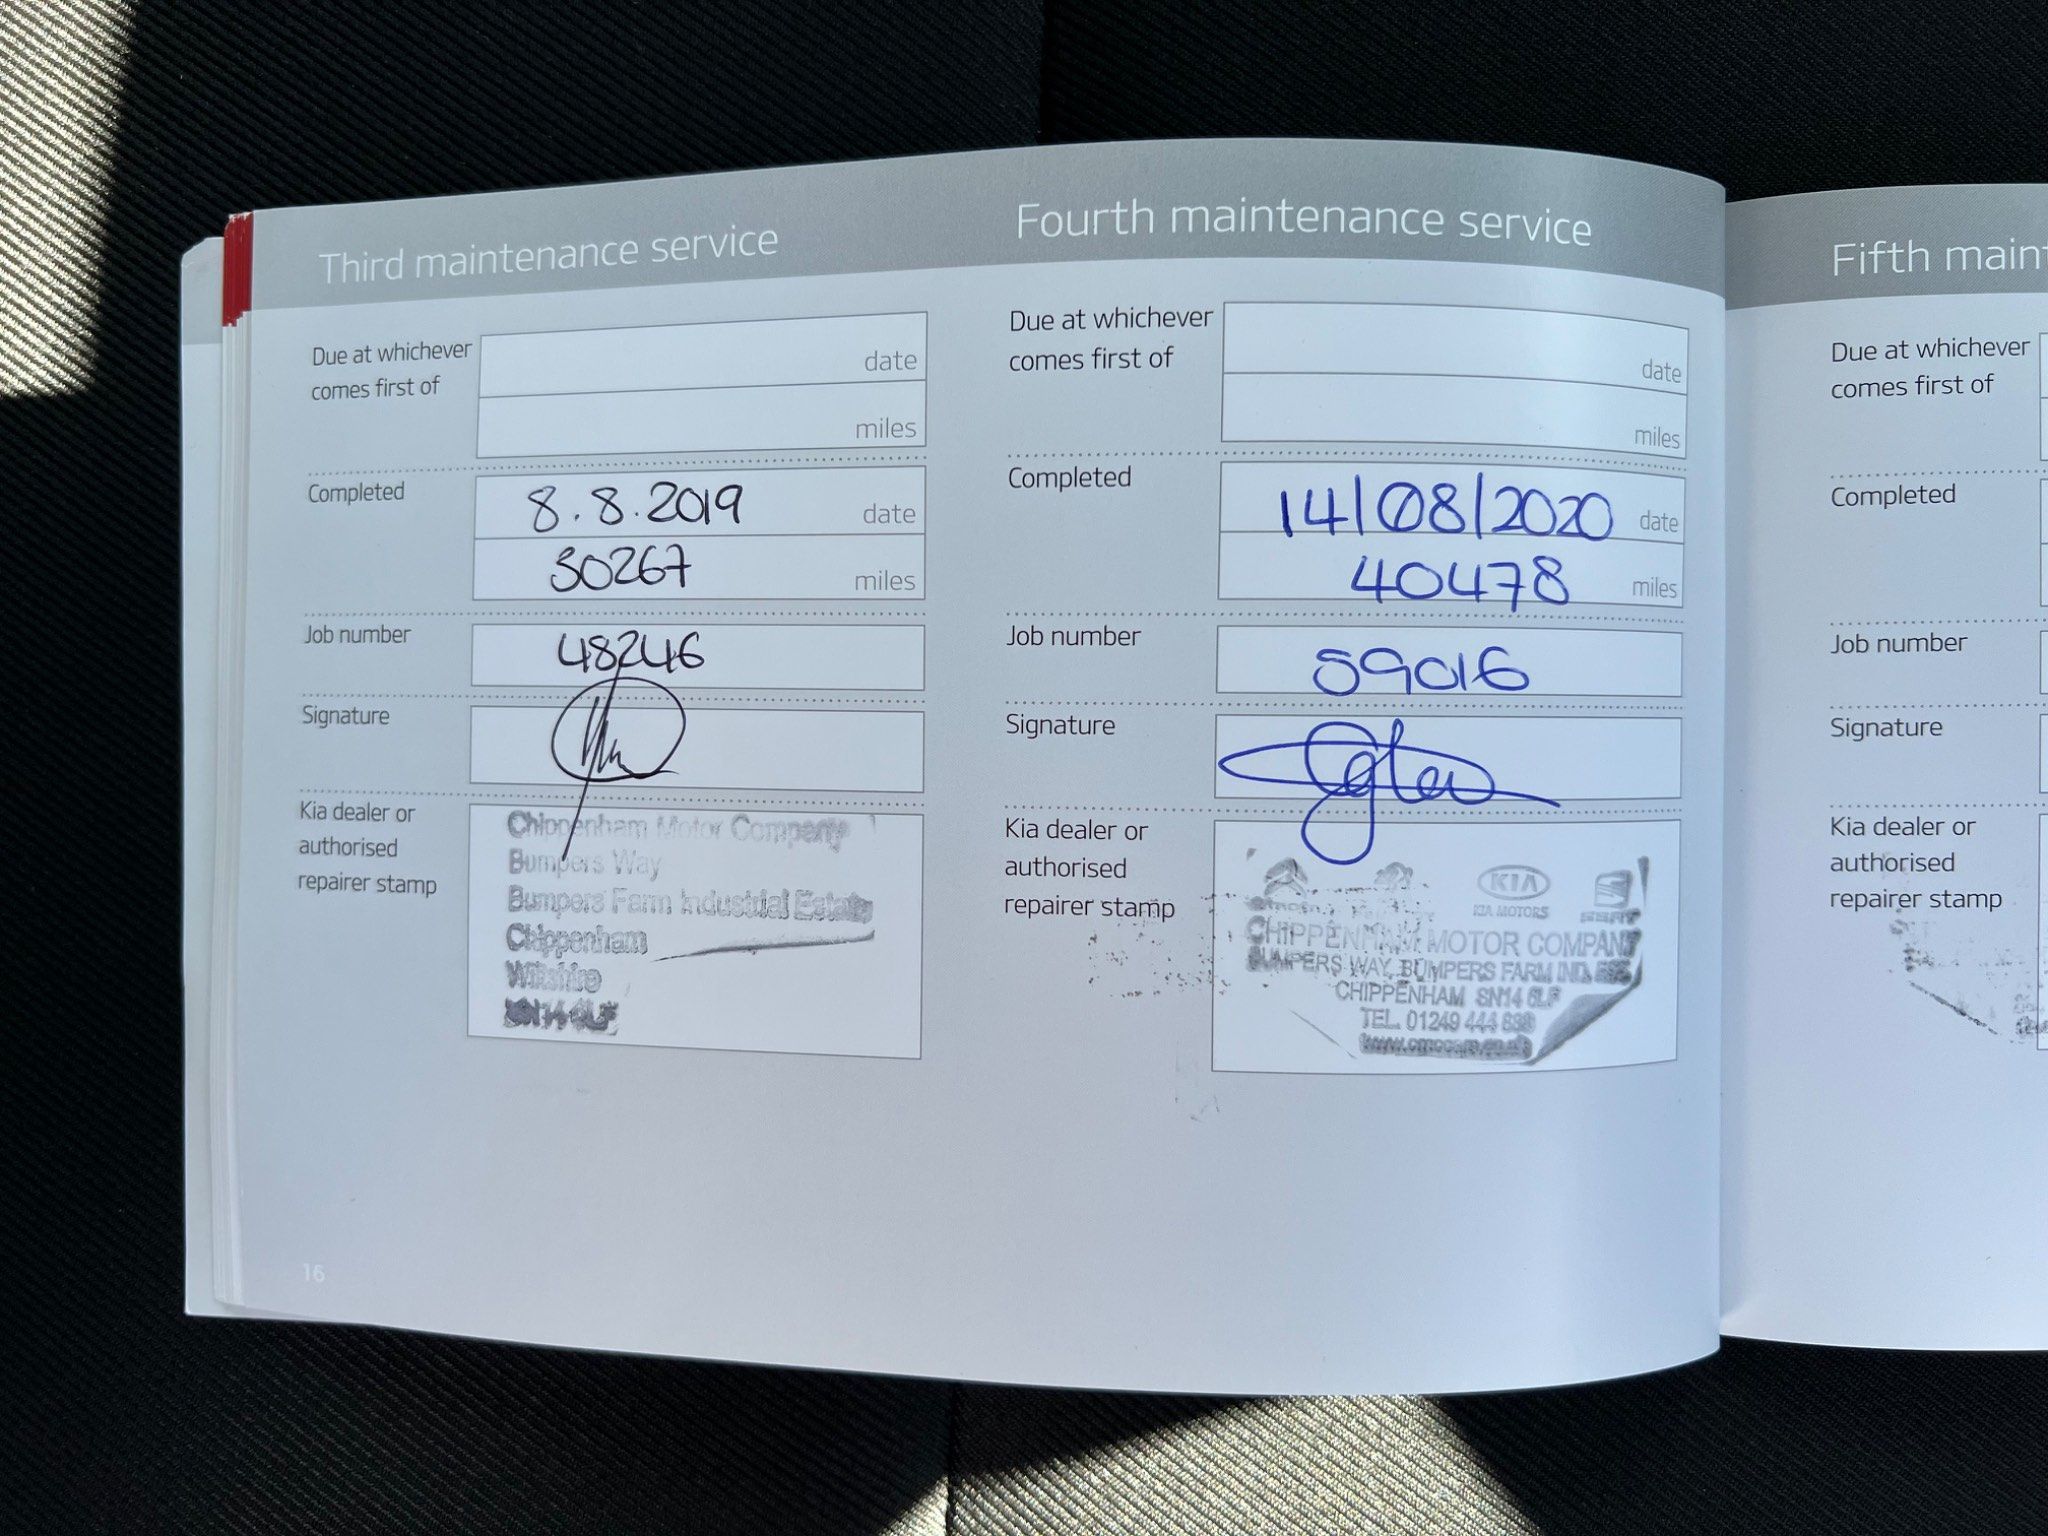 Third maintenance service
Due at whichever
comes first of
date
miles
Completed
8.8.2019 date
30267 miles
Job number
48246
Signature
Kia dealer or
authorised
repairer stamp
Chippenham Motor Company
Bumpers Way
Bumpers Farm Industrial Estate
Chippenham
Wiltshire
SN14 6LF
16
Fourth maintenance service
Due at whichever
comes first of
date
miles
Completed
14/08/2020 date
40478 miles
Job number
59016
Signature
Kia dealer or
authorised
repairer stamp
KIA
KIA MOTORS
SEAT
CHIPPENHAM MOTOR COMPANY
BUMPERS WAY, BUMPERS FARM IND.
CHIPPENHAM SN14 6LF
TEL. 01249 444
Fifth main
Due at whichever
comes first of
Completed
Job number
Signature
Kia dealer or
authorised
repairer stamp